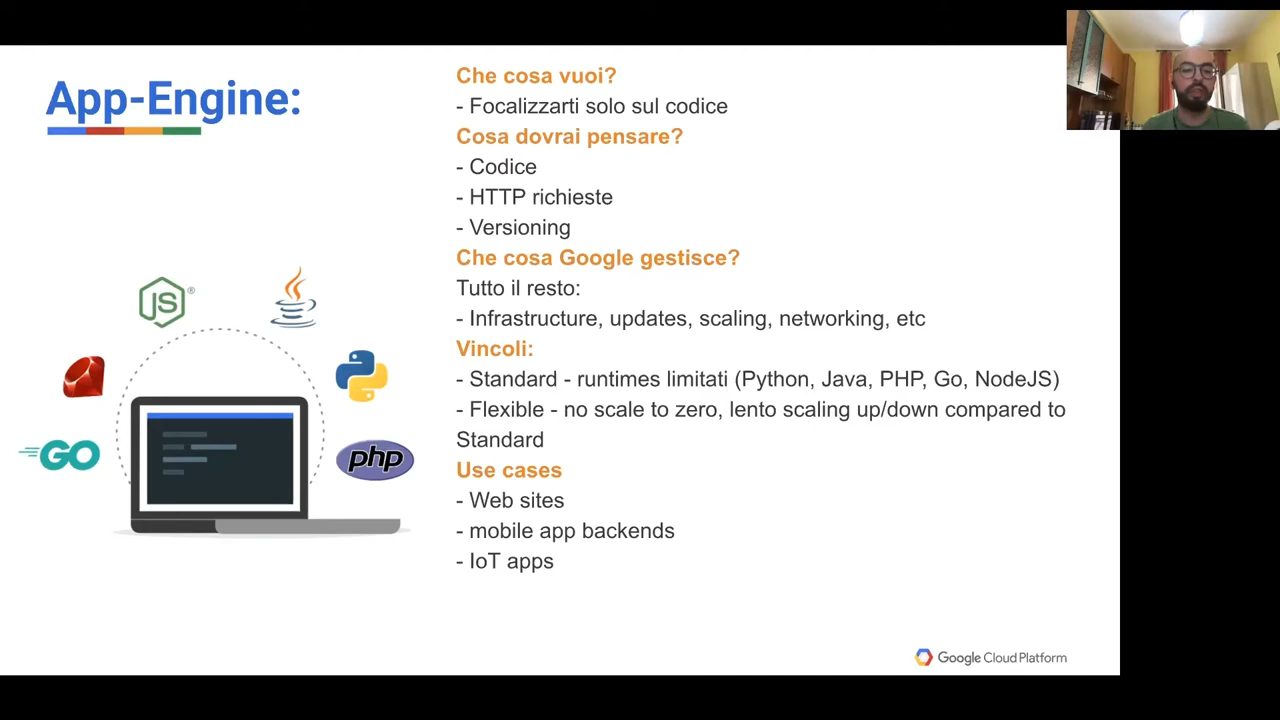 App-Engine:
Che cosa vuoi?
- Focalizzarti solo sul codice
Cosa dovrai pensare?
- Codice
- HTTP richieste
- Versioning
Che cosa Google gestisce?
Tutto il resto:
- Infrastructure, updates, scaling, networking, etc
Vincoli:
- Standard - runtimes limitati (Python, Java, PHP, Go, NodeJS)
- Flexible - no scale to zero, lento scaling up/down compared to
Standard
Use cases
- Web sites
- mobile app backends
- IoT apps
JS®
GO
php
Google Cloud Platform